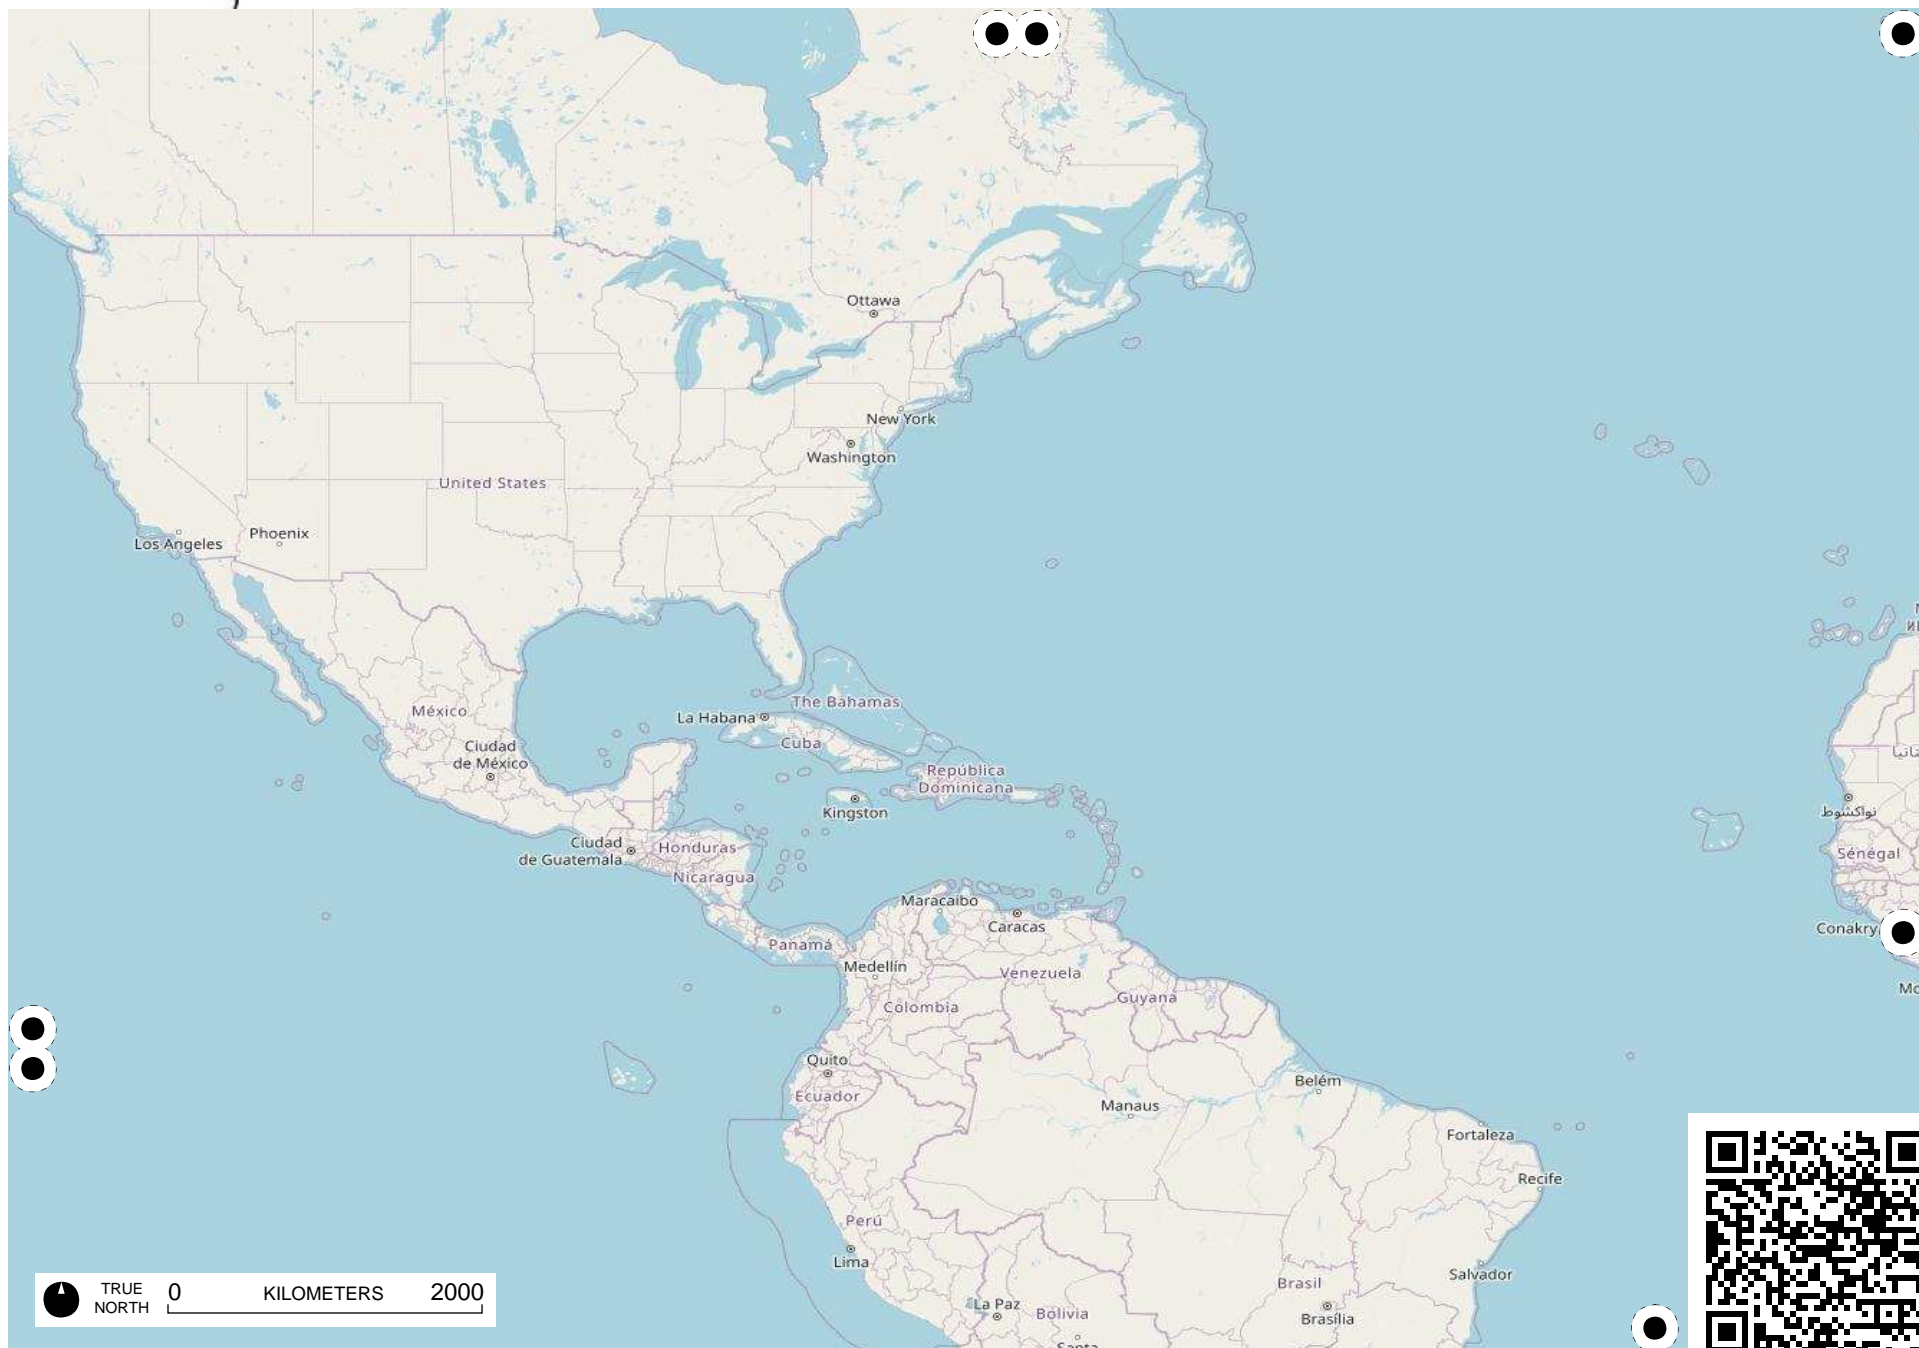 Ottawa
New York
Washington
United States
Phoenix
Los Angeles
The Bahamas
La Habana
México
Cuba
Ciudad
de México
República
Dominicana
Kingston
نواكشوط
Ciudad
de Guatemala
Honduras
Sénégal
Nicaragua
Maracaibo
Caracas
Conakry
Panamá
Medellín
Venezuela
Guyana
Colombia
Quito
Belém
Ecuador
Manaus
Fortaleza
Recife
Perú
Lima
Salvador
Brasil
TRUE
NORTH
0 KILOMETERS 2000
La Paz
Bolivia
Brasília